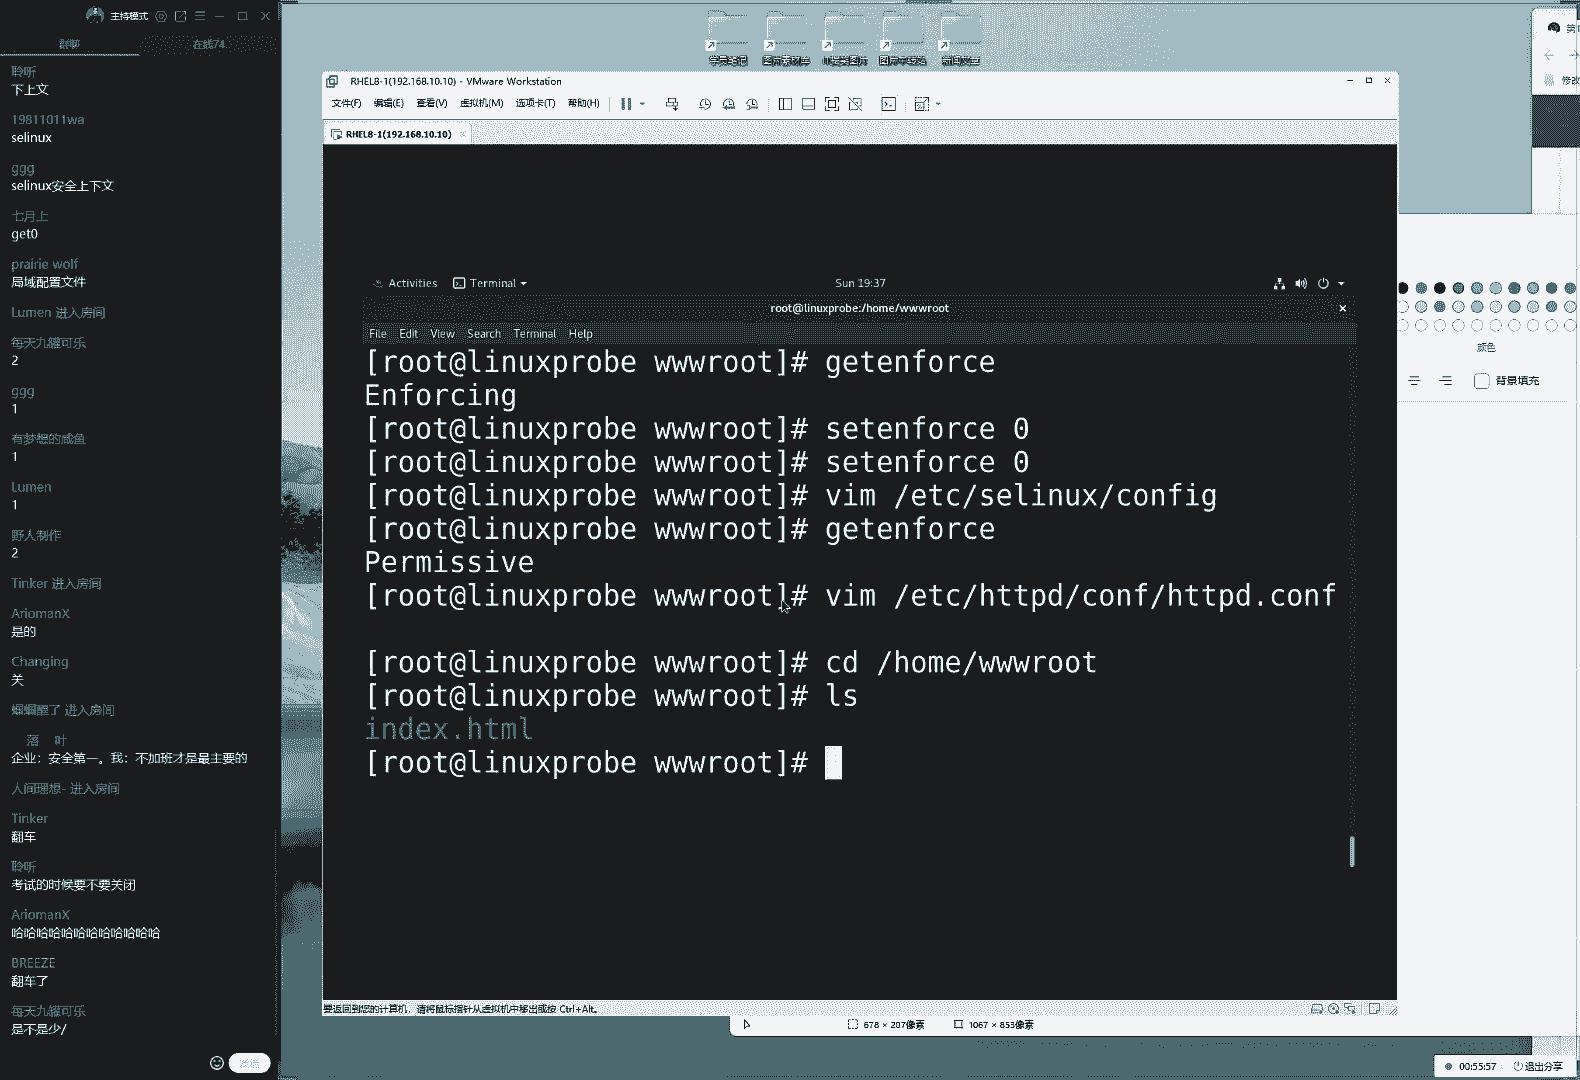 主持模式
群聊
在线74
聆听
下上文
19811011wa
selinux
ggg
selinux安全上下文
七月上
get0
prairie wolf
局域配置文件
Lumen 进入房间
每天九罐可乐
2
ggg
1
有梦想的咸鱼
1
Lumen
1
野人制作
2
Tinker 进入房间
AriomanX
是的
Changing
关
蝈蝈醒了 进入房间
落 叶
企业：安全第一。我：不加班才是最主要的
人间理想- 进入房间
Tinker
翻车
聆听
考试的时候要不要关闭
AriomanX
哈哈哈哈哈哈哈哈哈哈哈哈
BREEZE
翻车了
每天九罐可乐
是不是少/
发送
RHEL8-1(192.168.10.10) - VMware Workstation
文件(F) 编辑(E) 查看(V) 虚拟机(M) 选项卡(T) 帮助(H)
RHEL8-1(192.168.10.10)
Activities Terminal Sun 19:37
root@linuxprobe:/home/wwwroot
File Edit View Search Terminal Help
[root@linuxprobe wwwroot]# getenforce
Enforcing
[root@linuxprobe wwwroot]# setenforce 0
[root@linuxprobe wwwroot]# setenforce 0
[root@linuxprobe wwwroot]# vim /etc/selinux/config
[root@linuxprobe wwwroot]# getenforce
Permissive
[root@linuxprobe wwwroot]# vim /etc/httpd/conf/httpd.conf
[root@linuxprobe wwwroot]# cd /home/wwwroot
[root@linuxprobe wwwroot]# ls
index.html
[root@linuxprobe wwwroot]#
要返回到您的计算机，请将鼠标指针从虚拟机中移出或按 Ctrl+Alt。
678 × 207像素 1067 × 853像素
第
修改
颜色
背景填充
00:55:57 退出分享